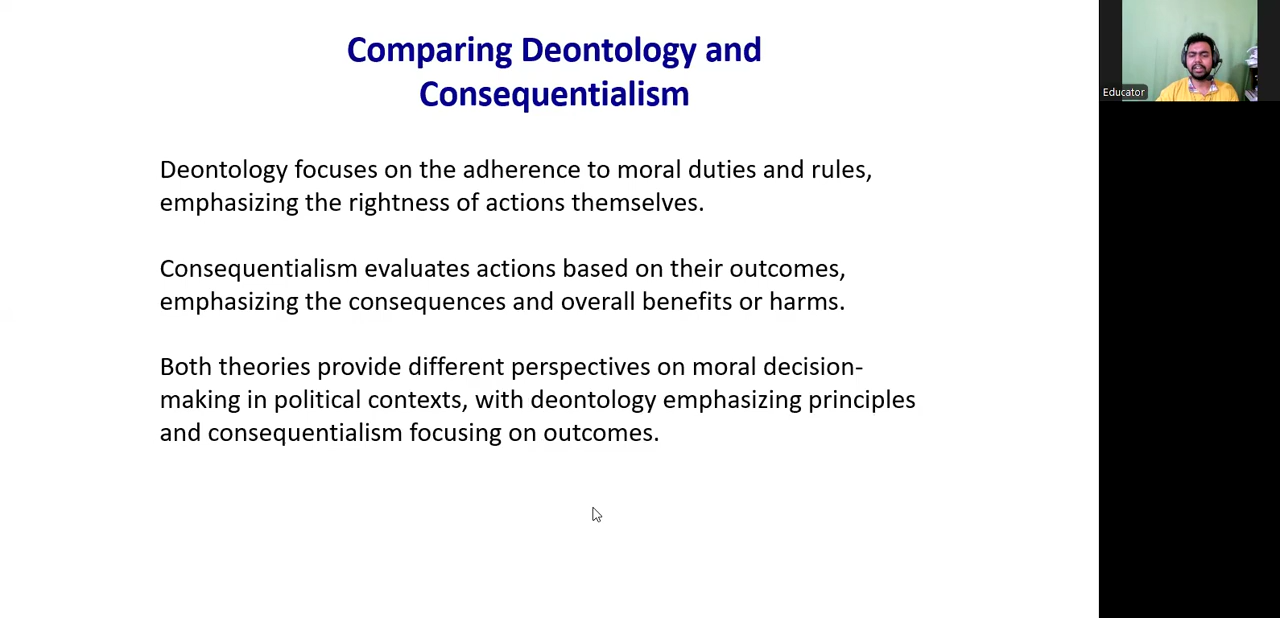 Comparing Deontology and
Consequentialism
Deontology focuses on the adherence to moral duties and rules,
emphasizing the rightness of actions themselves.
Consequentialism evaluates actions based on their outcomes,
emphasizing the consequences and overall benefits or harms.
Both theories provide different perspectives on moral decision-
making in political contexts, with deontology emphasizing principles
and consequentialism focusing on outcomes.
Educator